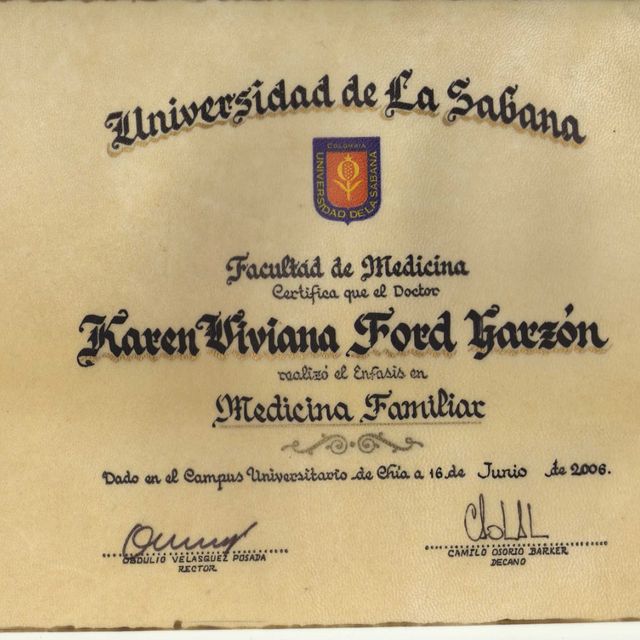 Universidad de La Sabana
COLOMBIA
UNIVERSIDAD DE LA SABANA
Facultad de Medicina
Certifica que el Doctor
Karen Viviana Ford Garzón
realizó el Énfasis en
Medicina Familiar
Dado en el Campus Universitario de Chía a 16 de Junio de 2006.
OBDULIO VELASQUEZ POSADA
RECTOR
CAMILO OSORIO BARKER
DECANO